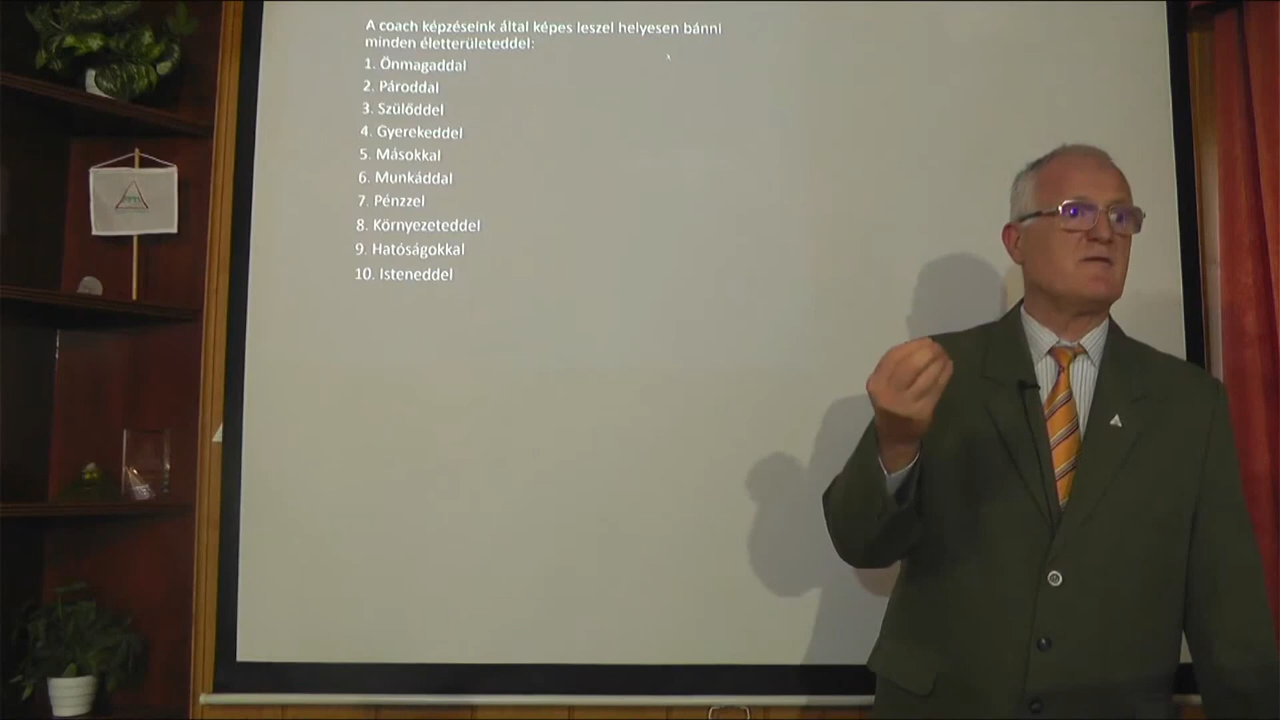 A coach képzéseink által képes leszel helyesen bánni
minden életterületeddel:
1. Önmagaddal
2. Pároddal
3. Szülőddel
4. Gyerekeddel
5. Másokkal
6. Munkáddal
7. Pénzzel
8. Környezeteddel
9. Hatóságokkal
10. Isteneddel